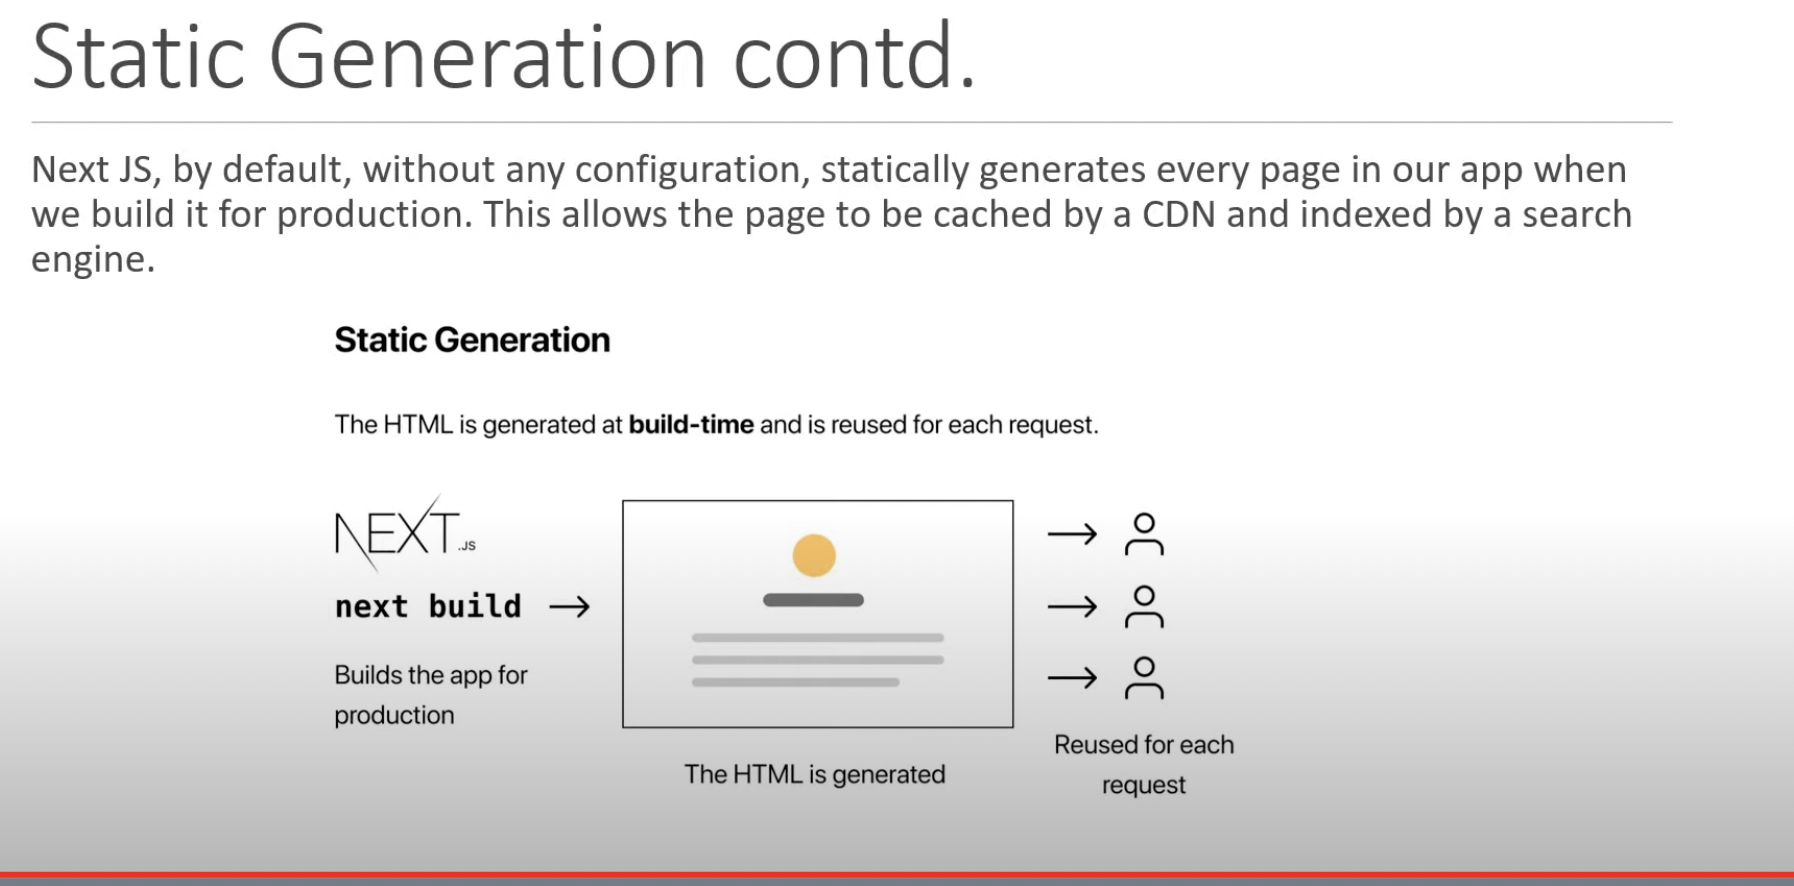 Static Generation contd.
Next JS, by default, without any configuration, statically generates every page in our app when
we build it for production. This allows the page to be cached by a CDN and indexed by a search
engine.
Static Generation
The HTML is generated at build-time and is reused for each request.
NEXT.JS
next build
Builds the app for
production
The HTML is generated
Reused for each
request